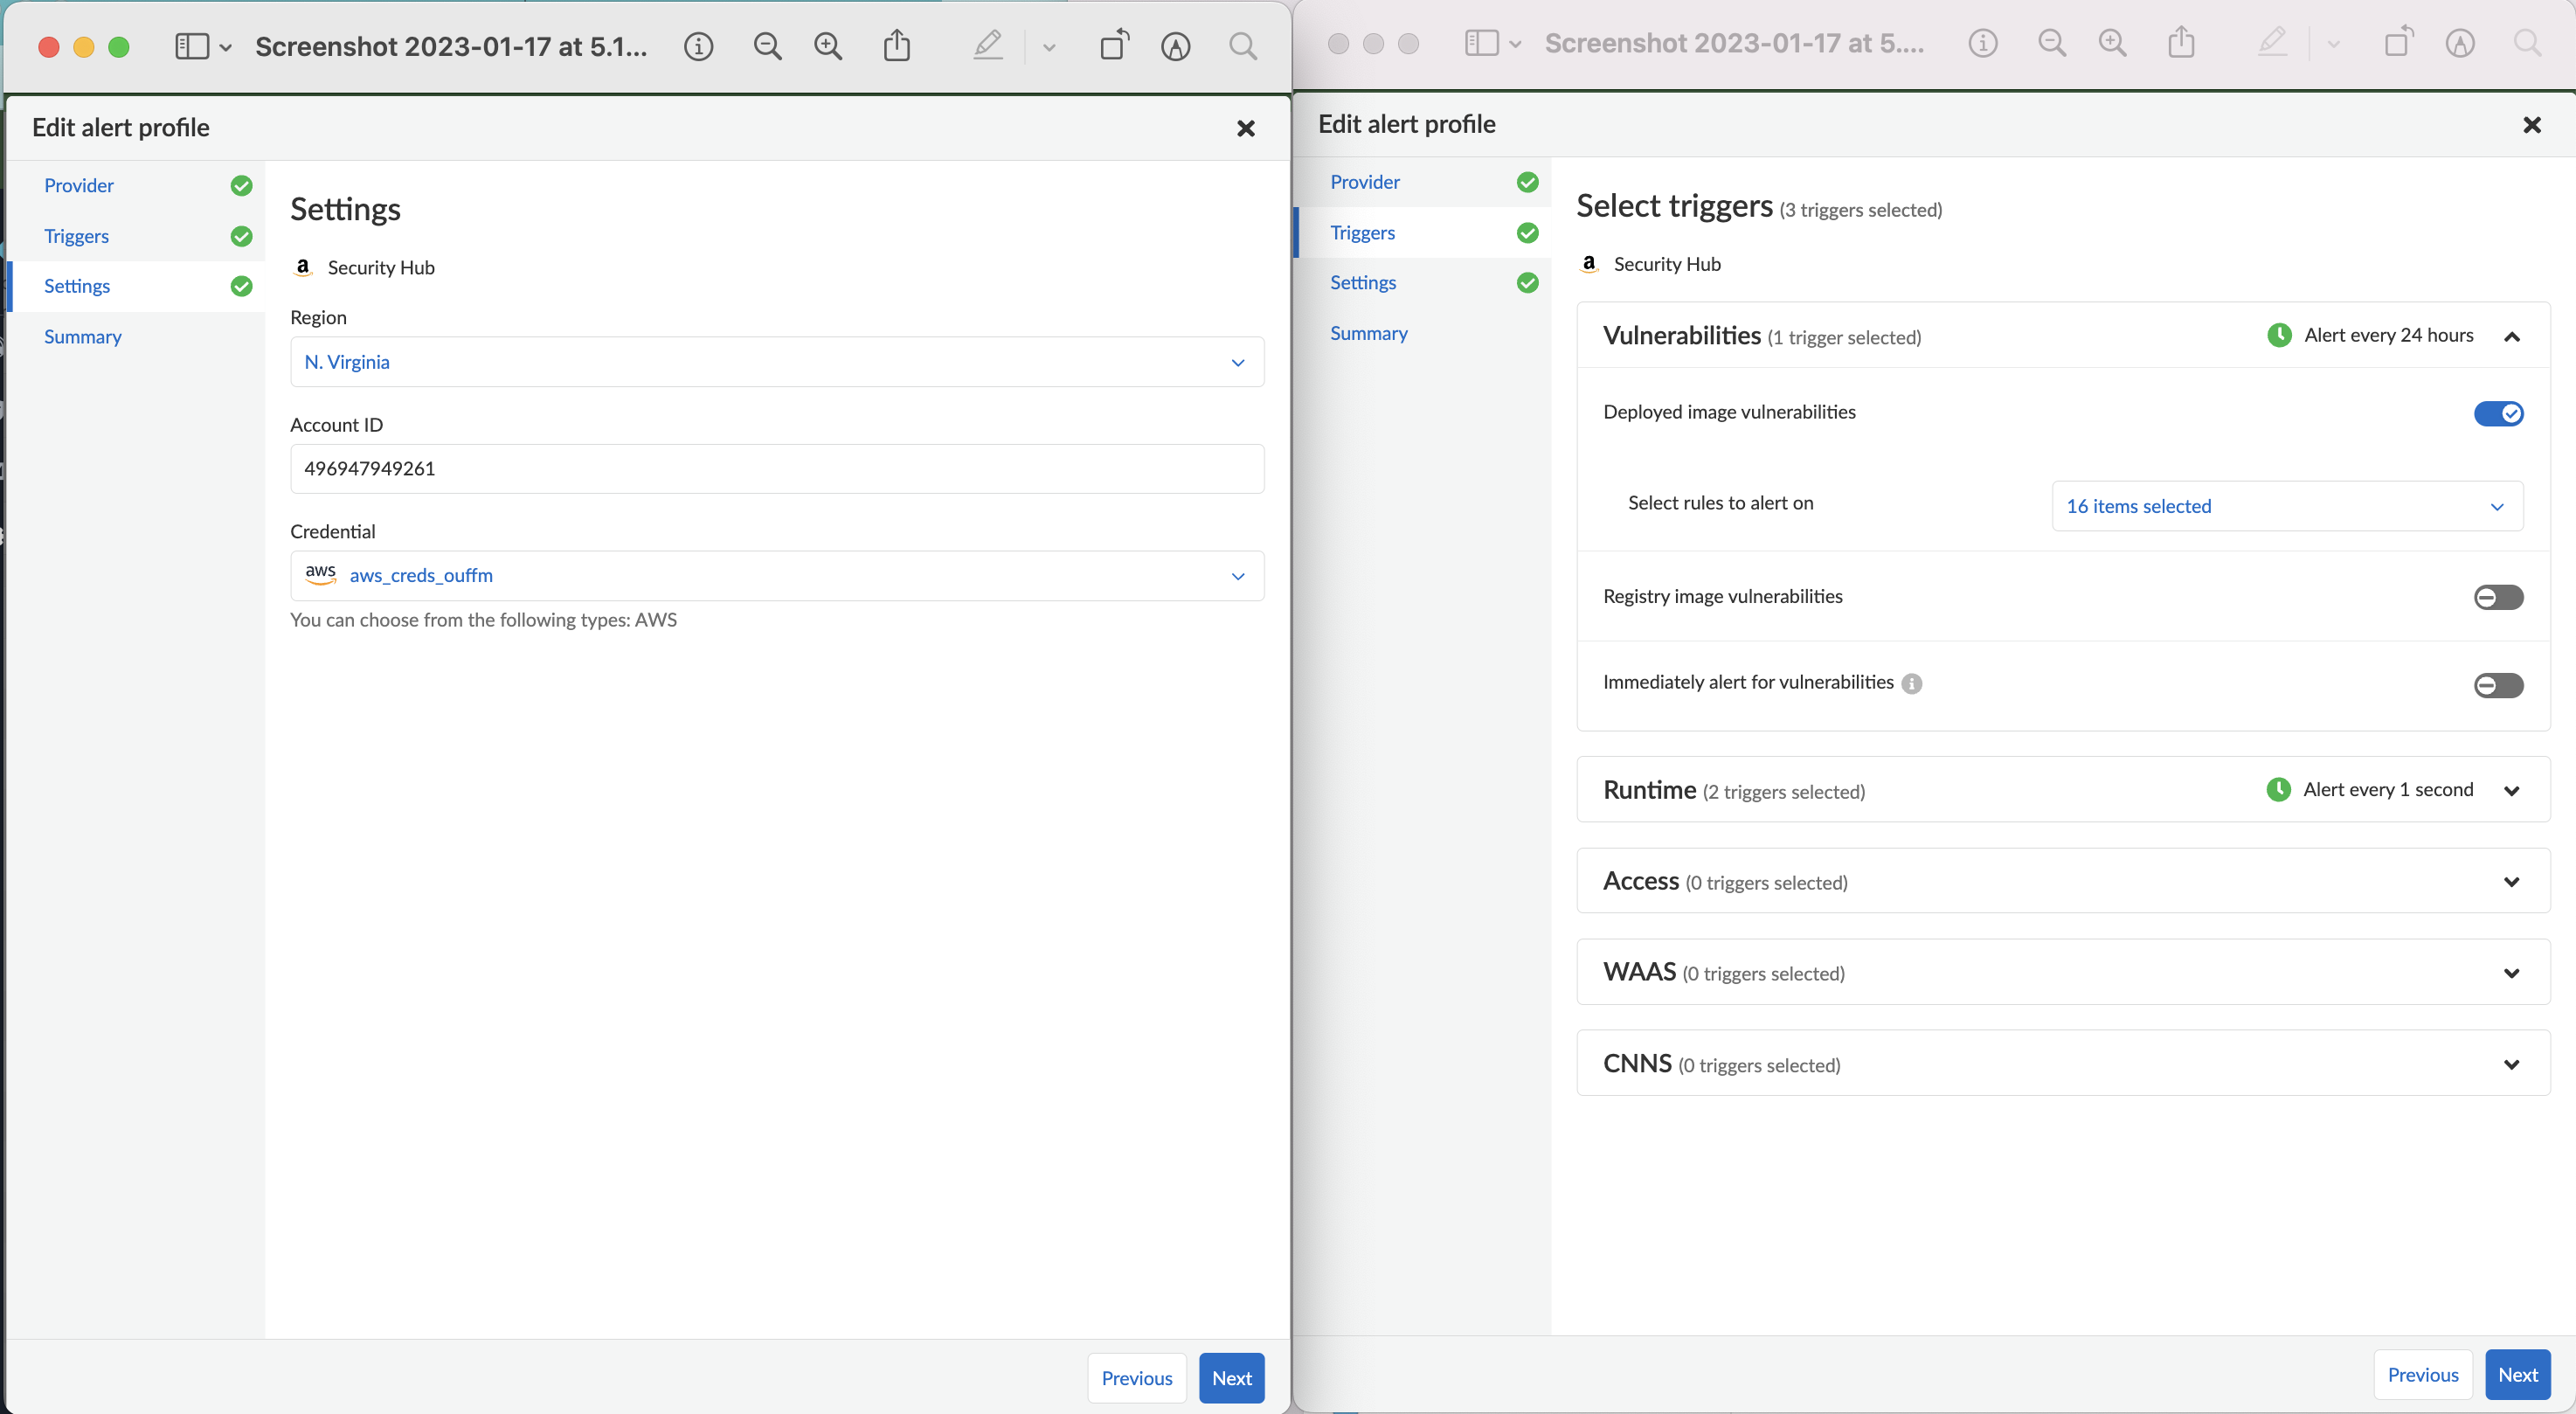 Screenshot 2023-01-17 at 5.1...
Edit alert profile
Provider
Triggers
Settings
Summary
Settings
a Security Hub
Region
N. Virginia
Account ID
496947949261
Credential
aws aws_creds_ouffm
You can choose from the following types: AWS
Previous Next
Screenshot 2023-01-17 at 5....
Edit alert profile
Provider
Triggers
Settings
Summary
Select triggers (3 triggers selected)
a Security Hub
Vulnerabilities (1 trigger selected) Alert every 24 hours
Deployed image vulnerabilities
Select rules to alert on 16 items selected
Registry image vulnerabilities
Immediately alert for vulnerabilities
Runtime (2 triggers selected) Alert every 1 second
Access (0 triggers selected)
WAAS (0 triggers selected)
CNNS (0 triggers selected)
Previous Next